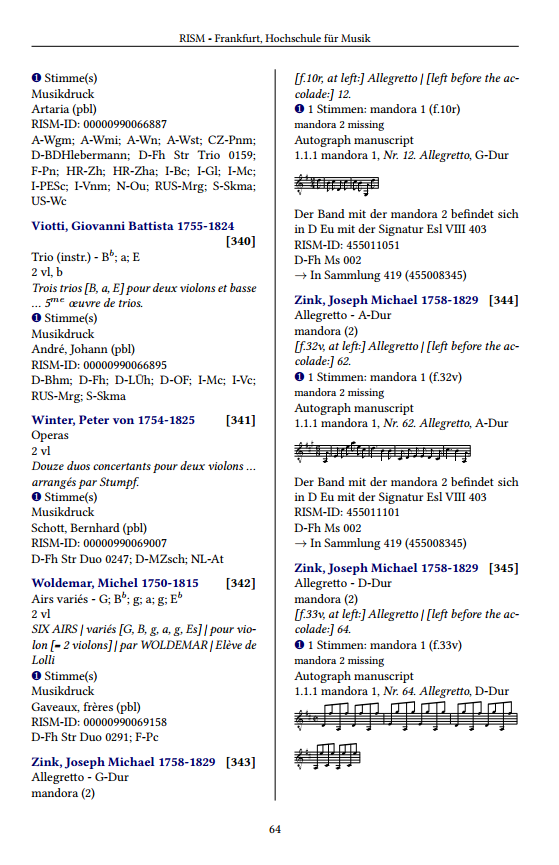 RISM - Frankfurt, Hochschule für Musik
❶ Stimme(s)
Musikdruck
Artaria (pbl)
RISM-ID: 00000990066887
A-Wgm; A-Wmi; A-Wn; A-Wst; CZ-Pnm;
D-BDHlebermann; D-Fh Str Trio 0159;
F-Pn; HR-Zh; HR-Zha; I-Bc; I-Gl; I-Mc;
I-PESc; I-Vnm; N-Ou; RUS-Mrg; S-Skma;
US-Wc
Viotti, Giovanni Battista 1755-1824
[340]
Trio (instr.) - B♭; a; E
2 vl, b
Trois trios [B, a, E] pour deux violons et basse
... 5me œuvre de trios.
❶ Stimme(s)
Musikdruck
André, Johann (pbl)
RISM-ID: 00000990066895
D-Bhm; D-Fh; D-LÜh; D-OF; I-Mc; I-Vc;
RUS-Mrg; S-Skma
Winter, Peter von 1754-1825 [341]
Operas
2 vl
Douze duos concertants pour deux violons ...
arrangés par Stumpf.
❶ Stimme(s)
Musikdruck
Schott, Bernhard (pbl)
RISM-ID: 00000990069007
D-Fh Str Duo 0247; D-MZsch; NL-At
Woldemar, Michel 1750-1815 [342]
Airs variés - G; B♭; g; a; g; E♭
2 vl
SIX AIRS | variés [G, B, g, a, g, Es] | pour vio-
lon [= 2 violons] | par WOLDEMAR | Elève de
Lolli
❶ Stimme(s)
Musikdruck
Gaveaux, frères (pbl)
RISM-ID: 00000990069158
D-Fh Str Duo 0291; F-Pc
Zink, Joseph Michael 1758-1829 [343]
Allegretto - G-Dur
mandora (2)
[f.10r, at left:] Allegretto | [left before the ac-
colade:] 12.
❶ 1 Stimmen: mandora 1 (f.10r)
mandora 2 missing
Autograph manuscript
1.1.1 mandora 1, Nr. 12. Allegretto, G-Dur
Der Band mit der mandora 2 befindet sich
in D Eu mit der Signatur Esl VIII 403
RISM-ID: 455011051
D-Fh Ms 002
→ In Sammlung 419 (455008345)
Zink, Joseph Michael 1758-1829 [344]
Allegretto - A-Dur
mandora (2)
[f.32v, at left:] Allegretto | [left before the ac-
colade:] 62.
❶ 1 Stimmen: mandora 1 (f.32v)
mandora 2 missing
Autograph manuscript
1.1.1 mandora 1, Nr. 62. Allegretto, A-Dur
Der Band mit der mandora 2 befindet sich
in D Eu mit der Signatur Esl VIII 403
RISM-ID: 455011101
D-Fh Ms 002
→ In Sammlung 419 (455008345)
Zink, Joseph Michael 1758-1829 [345]
Allegretto - D-Dur
mandora (2)
[f.33v, at left:] Allegretto | [left before the ac-
colade:] 64.
❶ 1 Stimmen: mandora 1 (f.33v)
mandora 2 missing
Autograph manuscript
1.1.1 mandora 1, Nr. 64. Allegretto, D-Dur
64